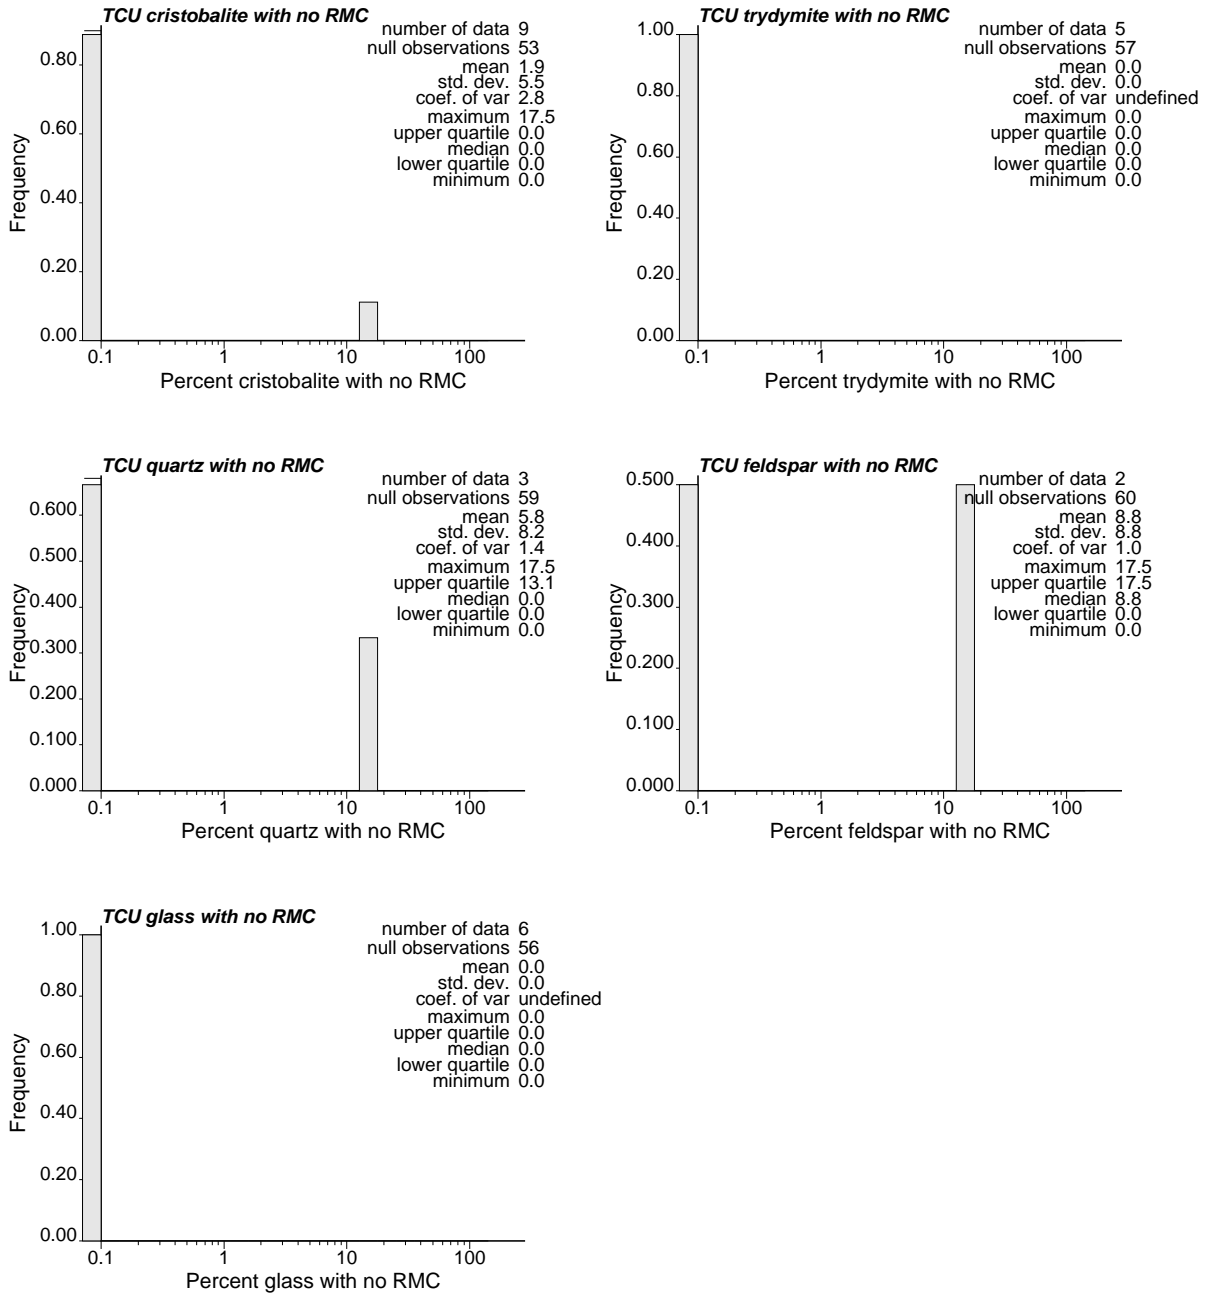 TCU cristobalite with no RMC
number of data 9
null observations 53
mean 1.9
std. dev. 5.5
coef. of var 2.8
maximum 17.5
upper quartile 0.0
median 0.0
lower quartile 0.0
minimum 0.0
Frequency
0.80
0.60
0.40
0.20
0.00
0.1 1 10 100
Percent cristobalite with no RMC
TCU trydymite with no RMC
number of data 5
null observations 57
mean 0.0
std. dev. 0.0
coef. of var undefined
maximum 0.0
upper quartile 0.0
median 0.0
lower quartile 0.0
minimum 0.0
Frequency
1.00
0.80
0.60
0.40
0.20
0.00
0.1 1 10 100
Percent trydymite with no RMC
TCU quartz with no RMC
number of data 3
null observations 59
mean 5.8
std. dev. 8.2
coef. of var 1.4
maximum 17.5
upper quartile 13.1
median 0.0
lower quartile 0.0
minimum 0.0
Frequency
0.600
0.500
0.400
0.300
0.200
0.100
0.000
0.1 1 10 100
Percent quartz with no RMC
TCU feldspar with no RMC
number of data 2
null observations 60
mean 8.8
std. dev. 8.8
coef. of var 1.0
maximum 17.5
upper quartile 17.5
median 8.8
lower quartile 0.0
minimum 0.0
Frequency
0.500
0.400
0.300
0.200
0.100
0.000
0.1 1 10 100
Percent feldspar with no RMC
TCU glass with no RMC
number of data 6
null observations 56
mean 0.0
std. dev. 0.0
coef. of var undefined
maximum 0.0
upper quartile 0.0
median 0.0
lower quartile 0.0
minimum 0.0
Frequency
1.00
0.80
0.60
0.40
0.20
0.00
0.1 1 10 100
Percent glass with no RMC